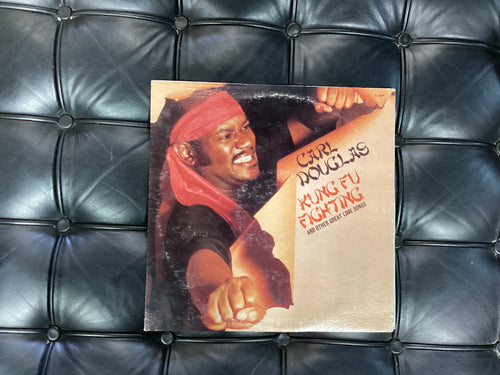 CARL
DOUGLAS
KUNG FU
FIGHTING
AND OTHER GREAT LOVE SONGS